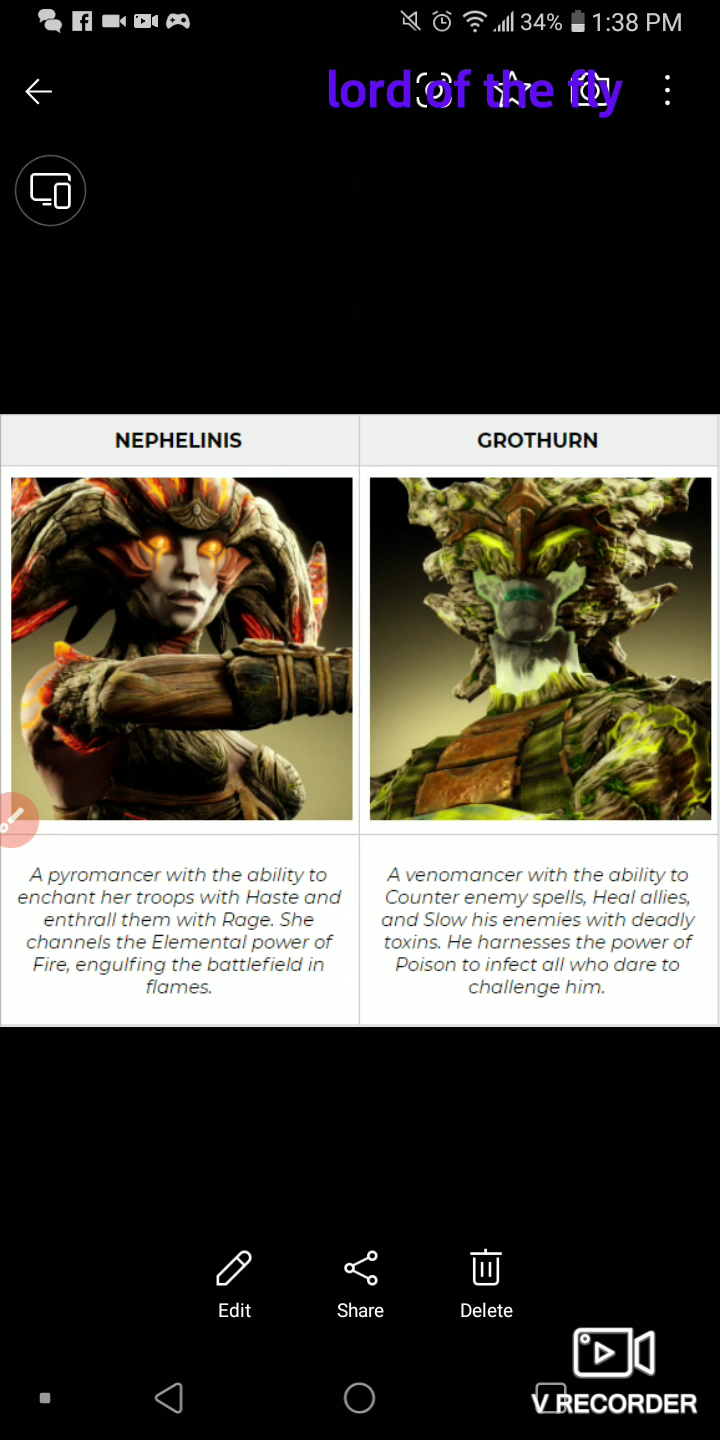 34% 1:38 PM
lord of the fly
NEPHELINIS
GROTHURN
A pyromancer with the ability to
enchant her troops with Haste and
enthrall them with Rage. She
channels the Elemental power of
Fire, engulfing the battlefield in
flames.
A venomancer with the ability to
Counter enemy spells, Heal allies,
and Slow his enemies with deadly
toxins. He harnesses the power of
Poison to infect all who dare to
challenge him.
Edit Share Delete
V RECORDER